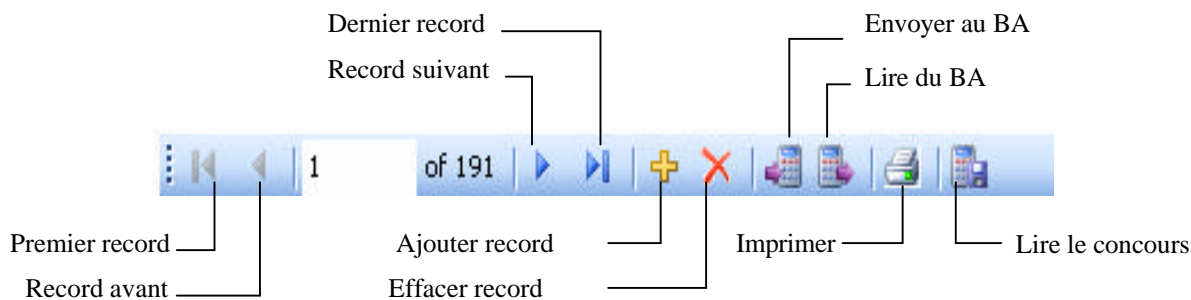 Dernier record
Envoyer au BA
Record suivant
Lire du BA
1 of 191
Premier record
Ajouter record
Imprimer
Lire le concours
Record avant
Effacer record